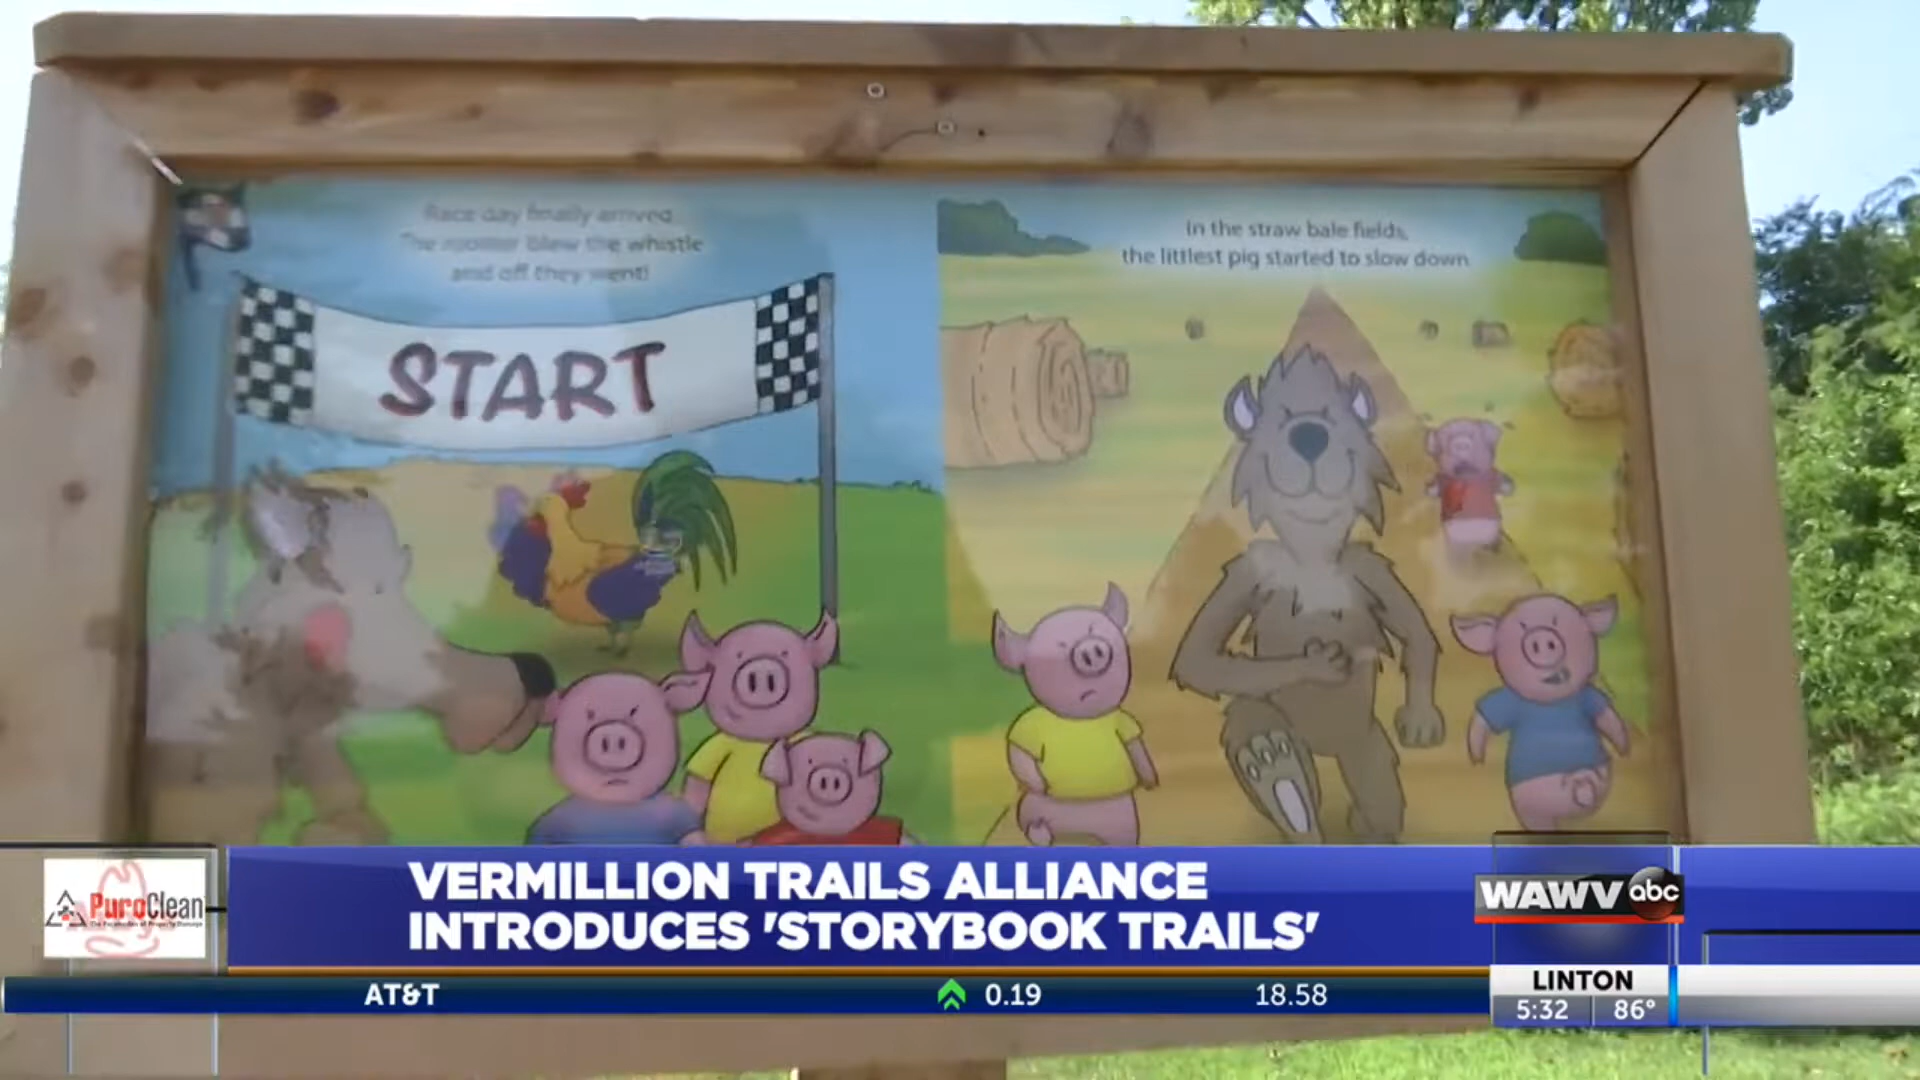 Race day finally arrived.
The rooster blew the whistle
and off they went!
START
In the straw bale fields,
the littlest pig started to slow down.
VERMILLION TRAILS ALLIANCE
INTRODUCES 'STORYBOOK TRAILS'
PuroClean
WAWV abc
AT&T 0.19 18.58
LINTON
5:32 86°